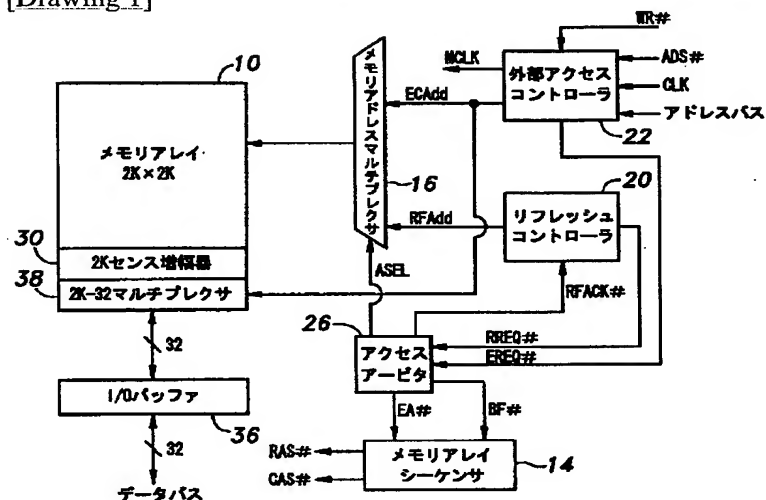 [Drawing 1]
WR#
10
MCLK
外部アクセス
コントローラ
ADS#
CLK
アドレスバス
22
メモリアドレスマルチプレクサ
ECAdd
メモリアレイ
2K×2K
16
20
RFAdd
リフレッシュ
コントローラ
30
2Kセンス増幅器
38
2K-32マルチプレクサ
ASEL
RFACK#
26
アクセス
アービタ
RREQ#
EREQ#
32
I/Oバッファ
36
EA#
BF#
32
RAS#
CAS#
メモリアレイ
シーケンサ
14
データバス